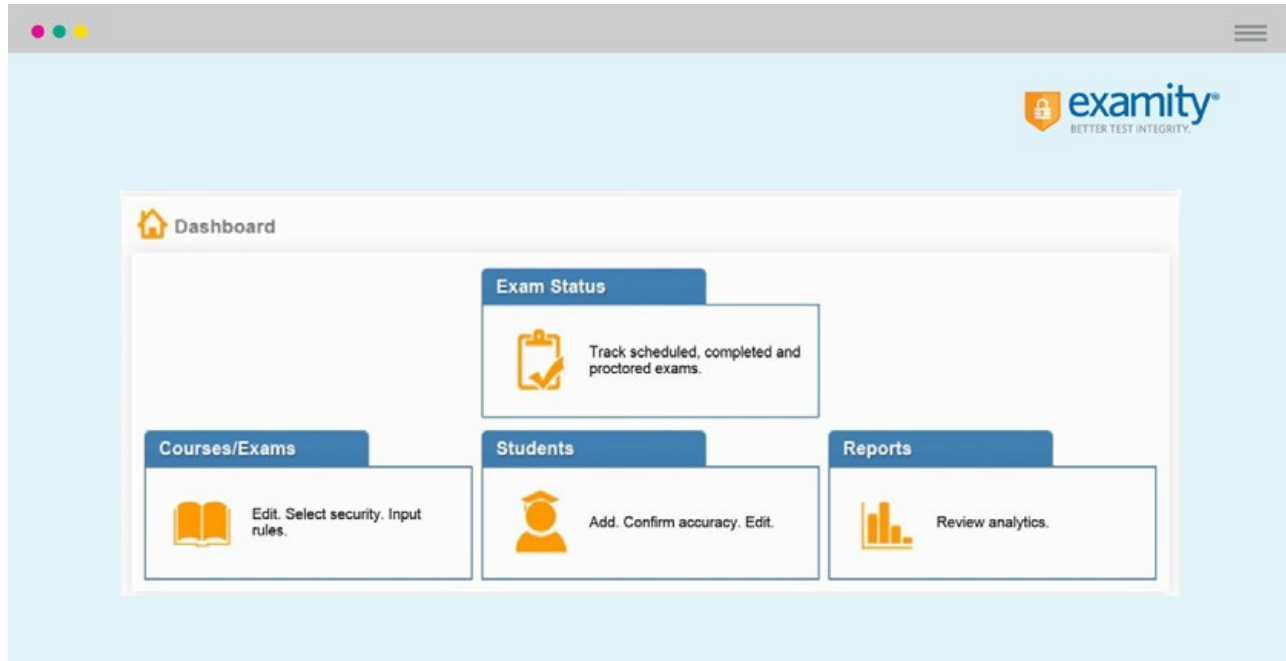 examity®
BETTER TEST INTEGRITY.
Dashboard
Exam Status
Track scheduled, completed and
proctored exams.
Courses/Exams
Edit. Select security. Input
rules.
Students
Add. Confirm accuracy. Edit.
Reports
Review analytics.